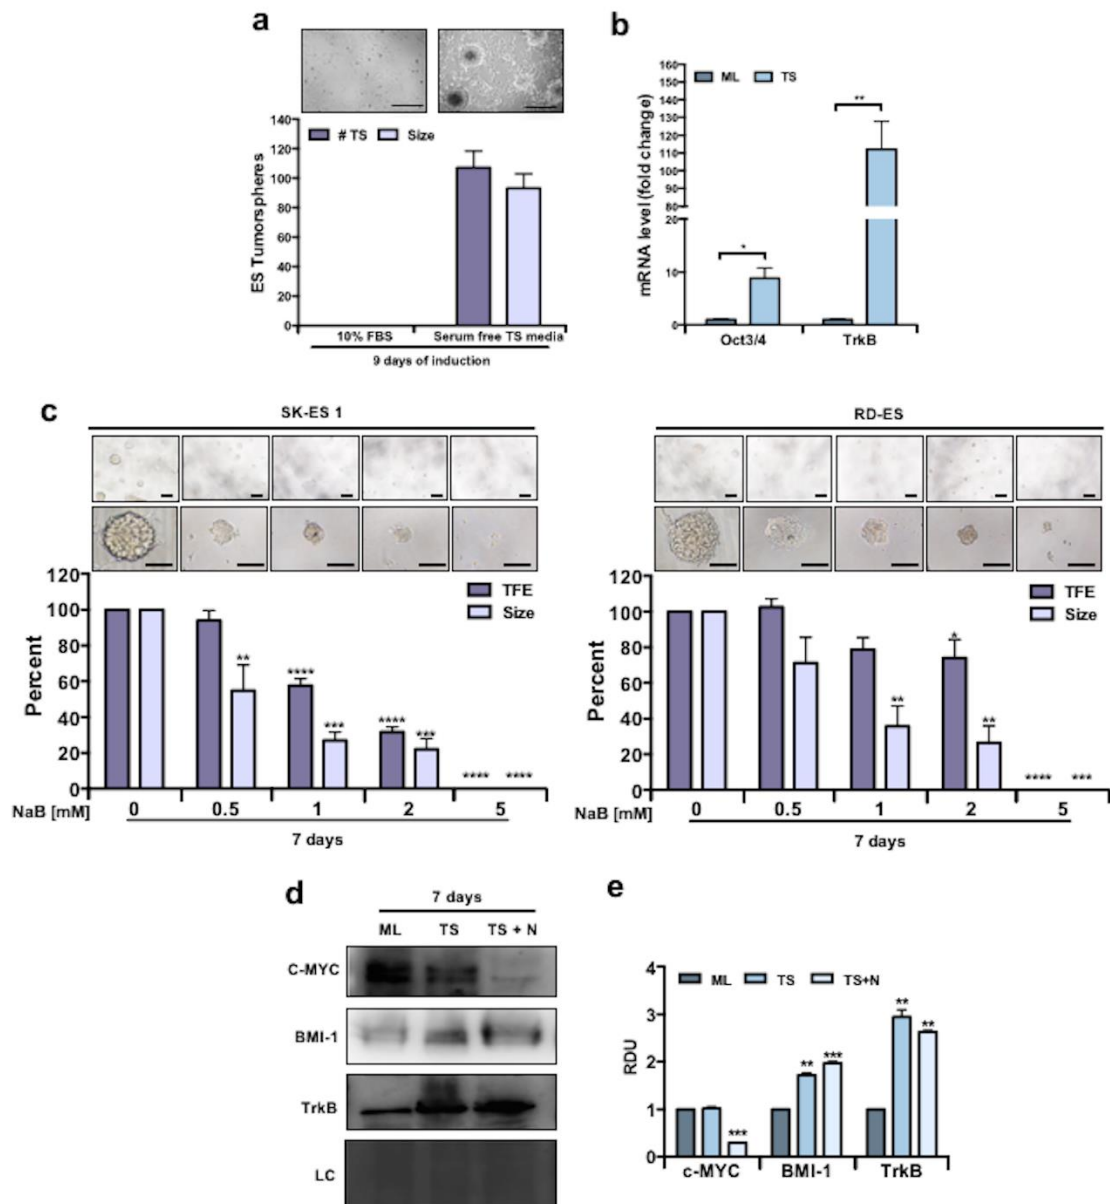 a
# TS Size
ES Tumorspheres
140
120
100
80
60
40
20
0
10% FBS Serum free TS media
9 days of induction
b
ML TS
mRNA level (fold change)
160
150
140
130
120
110
100
90
80
20
10
0
*
**
Oct3/4 TrkB
c
SK-ES 1
TFE
Size
Percent
120
100
80
60
40
20
0
** **** *** **** *** **** ****
NaB [mM] 0 0.5 1 2 5
7 days
RD-ES
TFE
Size
Percent
120
100
80
60
40
20
0
** * ** **** ***
NaB [mM] 0 0.5 1 2 5
7 days
d
7 days
ML TS TS + N
C-MYC
BMI-1
TrkB
LC
e
ML TS TS+N
RDU
4
3
2
1
0
*** ** *** ** **
c-MYC BMI-1 TrkB